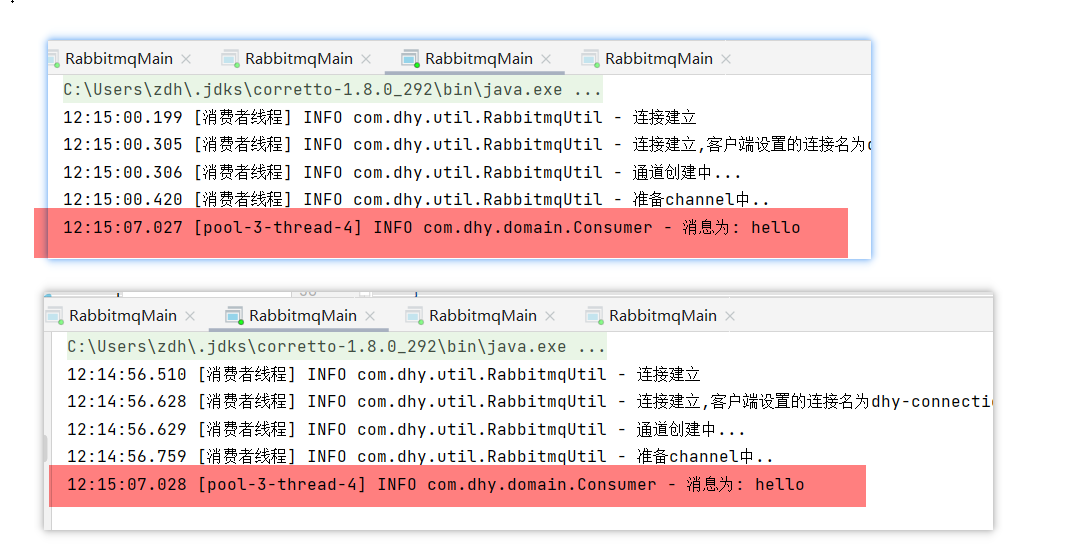 RabbitmqMain × RabbitmqMain × RabbitmqMain × RabbitmqMain ×
C:\Users\zdh\.jdks\corretto-1.8.0_292\bin\java.exe ...
12:15:00.199 [消费者线程] INFO com.dhy.util.RabbitmqUtil - 连接建立
12:15:00.305 [消费者线程] INFO com.dhy.util.RabbitmqUtil - 连接建立,客户端设置的连接名为
12:15:00.306 [消费者线程] INFO com.dhy.util.RabbitmqUtil - 通道创建中...
12:15:00.420 [消费者线程] INFO com.dhy.util.RabbitmqUtil - 准备channel中..
12:15:07.027 [pool-3-thread-4] INFO com.dhy.domain.Consumer - 消息为: hello
RabbitmqMain × RabbitmqMain × RabbitmqMain × RabbitmqMain ×
C:\Users\zdh\.jdks\corretto-1.8.0_292\bin\java.exe ...
12:14:56.510 [消费者线程] INFO com.dhy.util.RabbitmqUtil - 连接建立
12:14:56.628 [消费者线程] INFO com.dhy.util.RabbitmqUtil - 连接建立,客户端设置的连接名为dhy-connectio
12:14:56.629 [消费者线程] INFO com.dhy.util.RabbitmqUtil - 通道创建中...
12:14:56.759 [消费者线程] INFO com.dhy.util.RabbitmqUtil - 准备channel中..
12:15:07.028 [pool-3-thread-4] INFO com.dhy.domain.Consumer - 消息为: hello